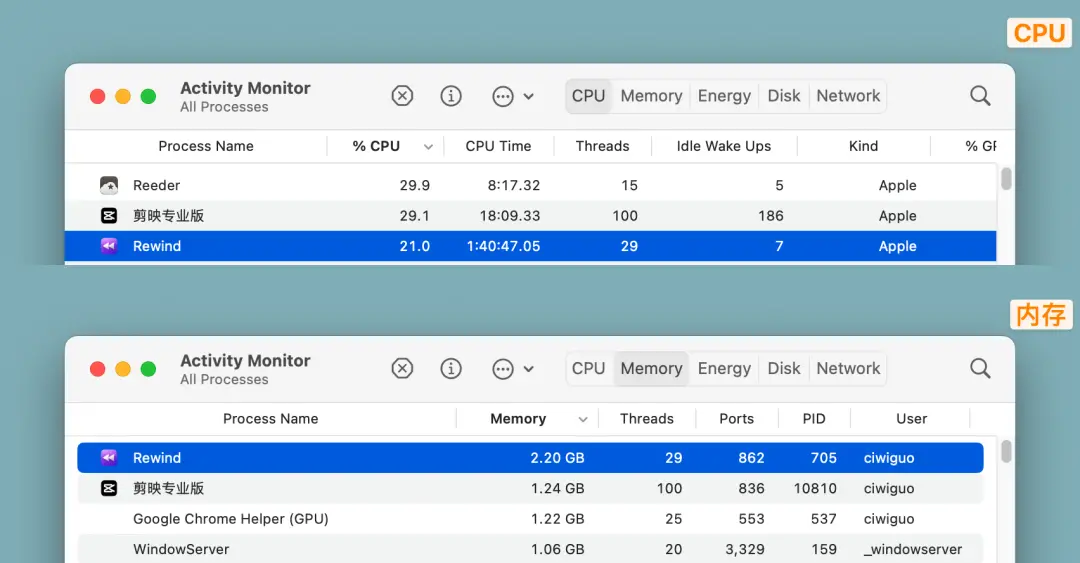 CPU
Activity Monitor
All Processes
CPU Memory Energy Disk Network
Process Name % CPU CPU Time Threads Idle Wake Ups Kind % GP
Reeder 29.9 8:17.32 15 5 Apple
剪映专业版 29.1 18:09.33 100 186 Apple
Rewind 21.0 1:40:47.05 29 7 Apple
内存
Activity Monitor
All Processes
CPU Memory Energy Disk Network
Process Name Memory Threads Ports PID User
Rewind 2.20 GB 29 862 705 ciwiguo
剪映专业版 1.24 GB 100 836 10810 ciwiguo
Google Chrome Helper (GPU) 1.22 GB 25 553 537 ciwiguo
WindowServer 1.06 GB 20 3,329 159 _windowserver